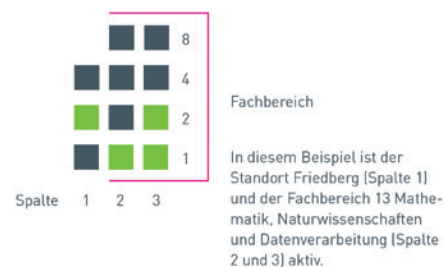 8
4
Fachbereich
2
1
In diesem Beispiel ist der
Standort Friedberg (Spalte 1)
und der Fachbereich 13 Mathe-
matik, Naturwissenschaften
und Datenverarbeitung (Spalte
2 und 3) aktiv.
Spalte 1 2 3